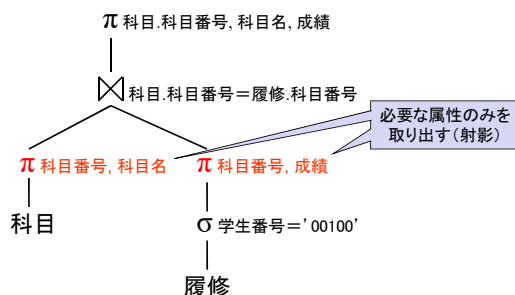 π 科目.科目番号, 科目名, 成績
⋈ 科目.科目番号=履修.科目番号
必要な属性のみを
取り出す(射影)
π 科目番号, 科目名
π 科目番号, 成績
科目
σ 学生番号='00100'
履修